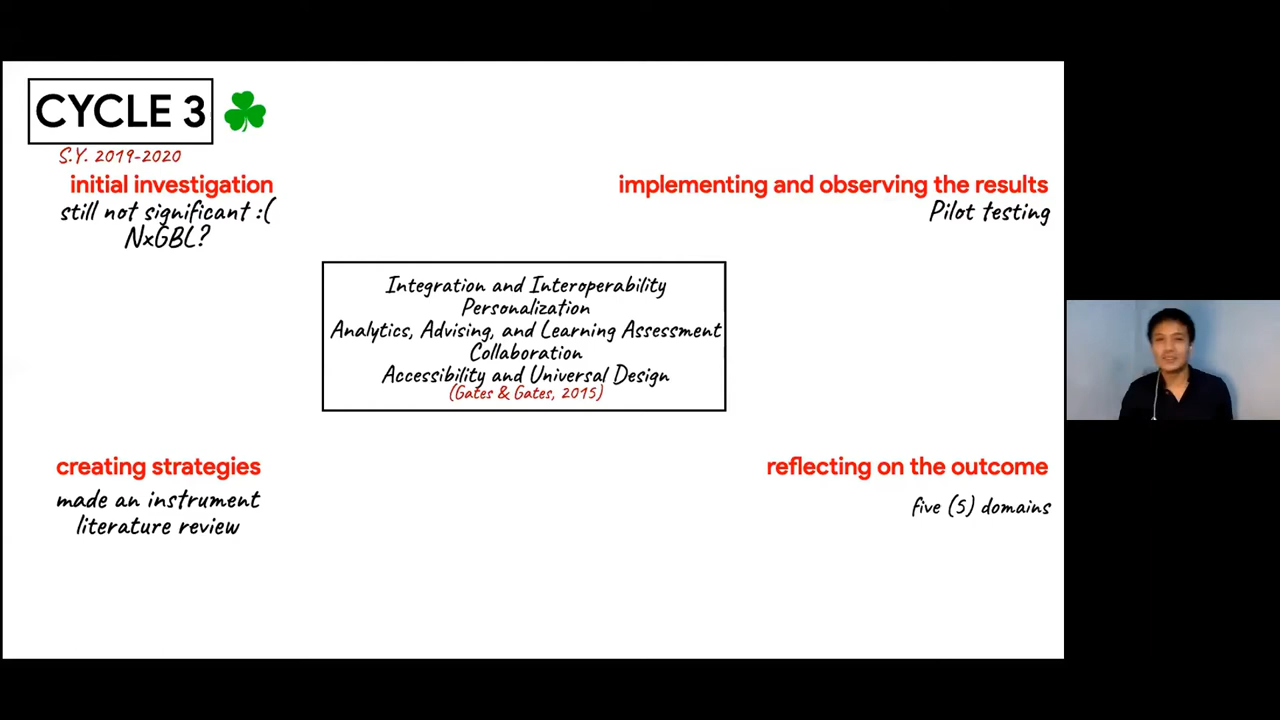 CYCLE 3
S.Y. 2019-2020
initial investigation
still not significant :(
NxGBL?
implementing and observing the results
Pilot testing
Integration and Interoperability
Personalization
Analytics, Advising, and Learning Assessment
Collaboration
Accessibility and Universal Design
(Gates & Gates, 2015)
creating strategies
made an instrument
literature review
reflecting on the outcome
five (5) domains